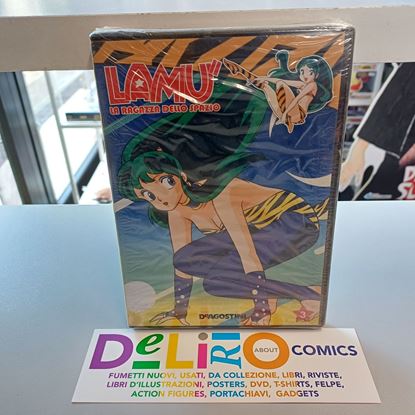 LAMU'
LA RAGAZZA DELLO SPAZIO
DeAGOSTINI
3
DeLiRIO ABOUT COMICS
FUMETTI NUOVI, USATI, DA COLLEZIONE, LIBRI, RIVISTE,
LIBRI D'ILLUSTRAZIONI, POSTERS, DVD, T-SHIRTS, FELPE,
ACTION FIGURES, PORTACHIAVI, GADGETS